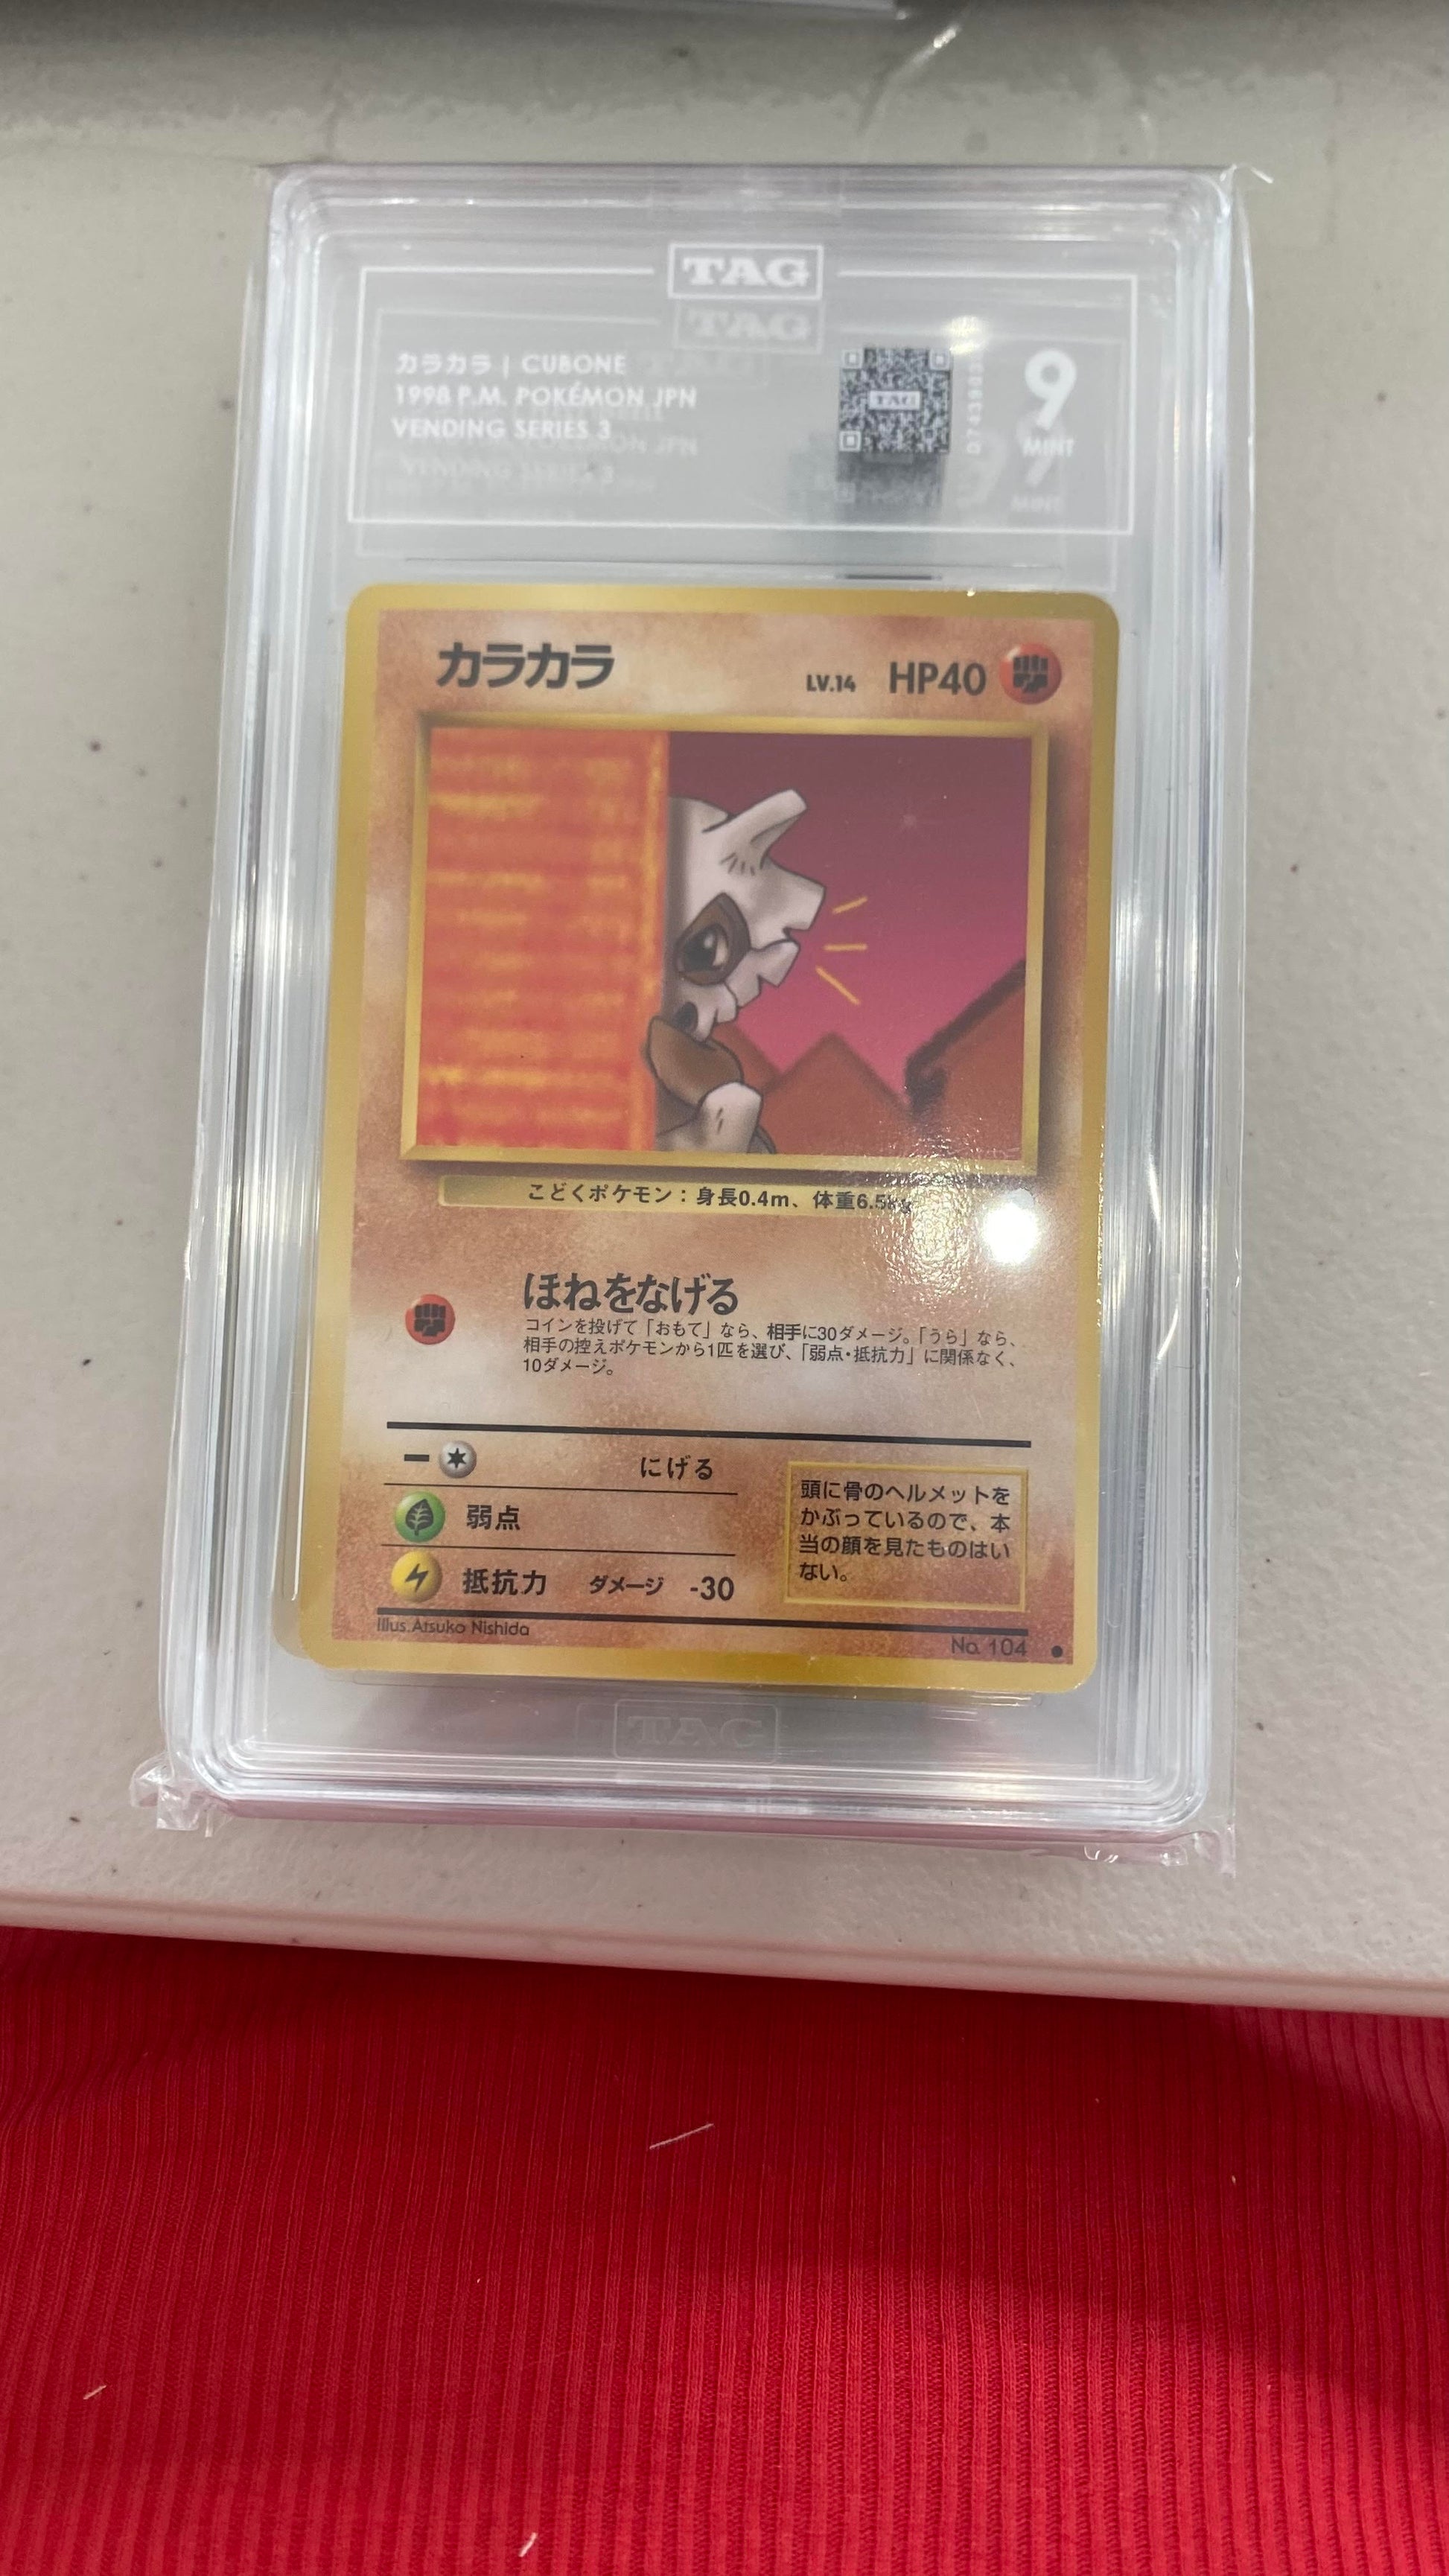 TAG
カラカラ | CUBONE
1998 P.M. POKÉMON JPN
VENDING SERIES 3
TAG
9
MINT
カラカラ
LV.14 HP40
こどくポケモン：身長0.4m、体重6.5kg
ほねをなげる
コインを投げて「おもて」なら、相手に30ダメージ。「うら」なら、
相手の控えポケモンから1匹を選び、「弱点・抵抗力」に関係なく、
10ダメージ。
にげる
弱点
抵抗力 ダメージ -30
頭に骨のヘルメットを
かぶっているので、本
当の顔を見たものはい
ない。
Illus.Atsuko Nishida
No. 104
TAG